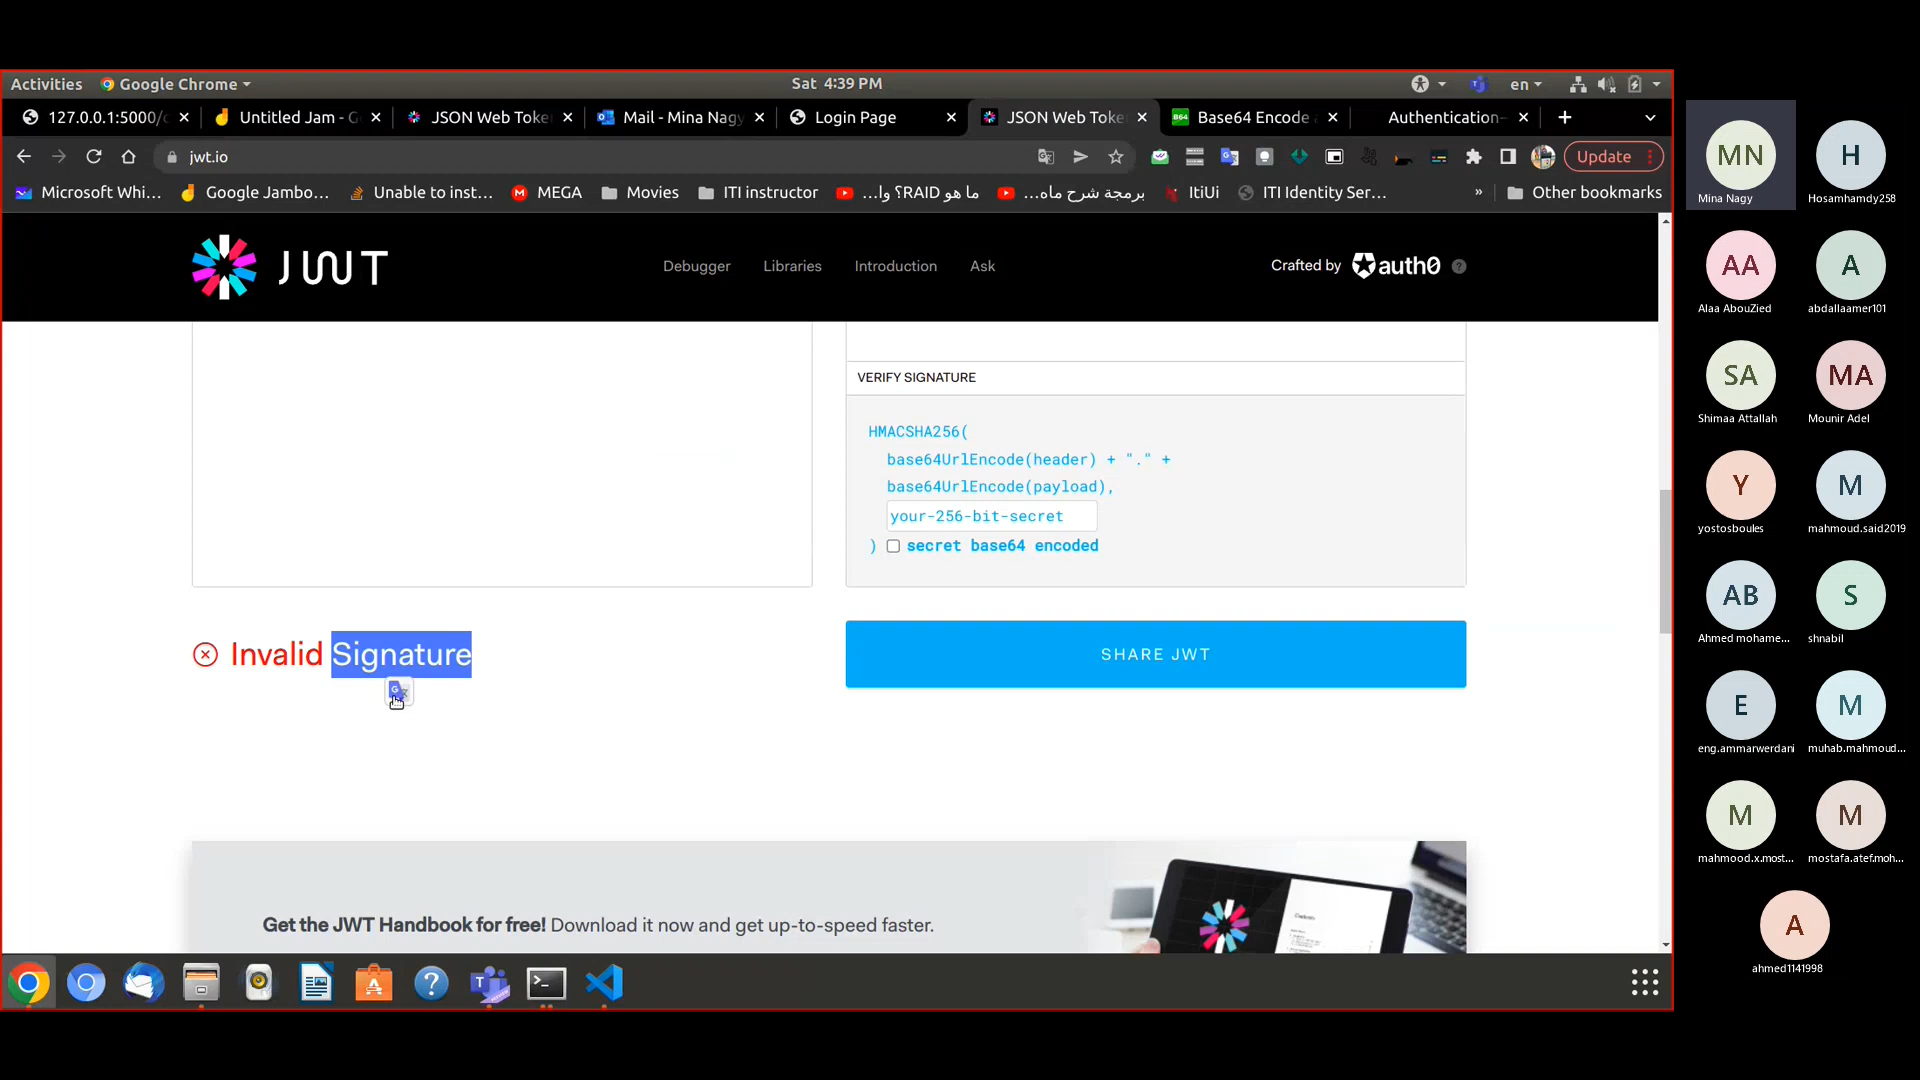 Activities Google Chrome Sat 4:39 PM en
127.0.0.1:5000/ Untitled Jam - G JSON Web Toke Mail - Mina Nagy Login Page JSON Web Toke B64 Base64 Encode Authentication-
jwt.io Update
Microsoft Whi... Google Jambo... Unable to inst... MEGA Movies ITI instructor ما هو RAID؟ وا... برمجة شرح ماه... ItiUi ITI Identity Ser... » Other bookmarks
JWT Debugger Libraries Introduction Ask Crafted by auth0 ?
VERIFY SIGNATURE
HMACSHA256(
base64UrlEncode(header) + "." +
base64UrlEncode(payload),
your-256-bit-secret
) secret base64 encoded
Invalid Signature
SHARE JWT
Get the JWT Handbook for free! Download it now and get up-to-speed faster.
MN H
Mina Nagy Hosamhamdy258
AA A
Alaa AbouZied abdallaamer101
SA MA
Shimaa Attallah Mounir Adel
Y M
yostosboules mahmoud.said2019
AB S
Ahmed mohame... shnabil
E M
eng.ammarwerdani muhab.mahmoud...
M M
mahmood.x.most... mostafa.atef.moh...
A
ahmed1141998